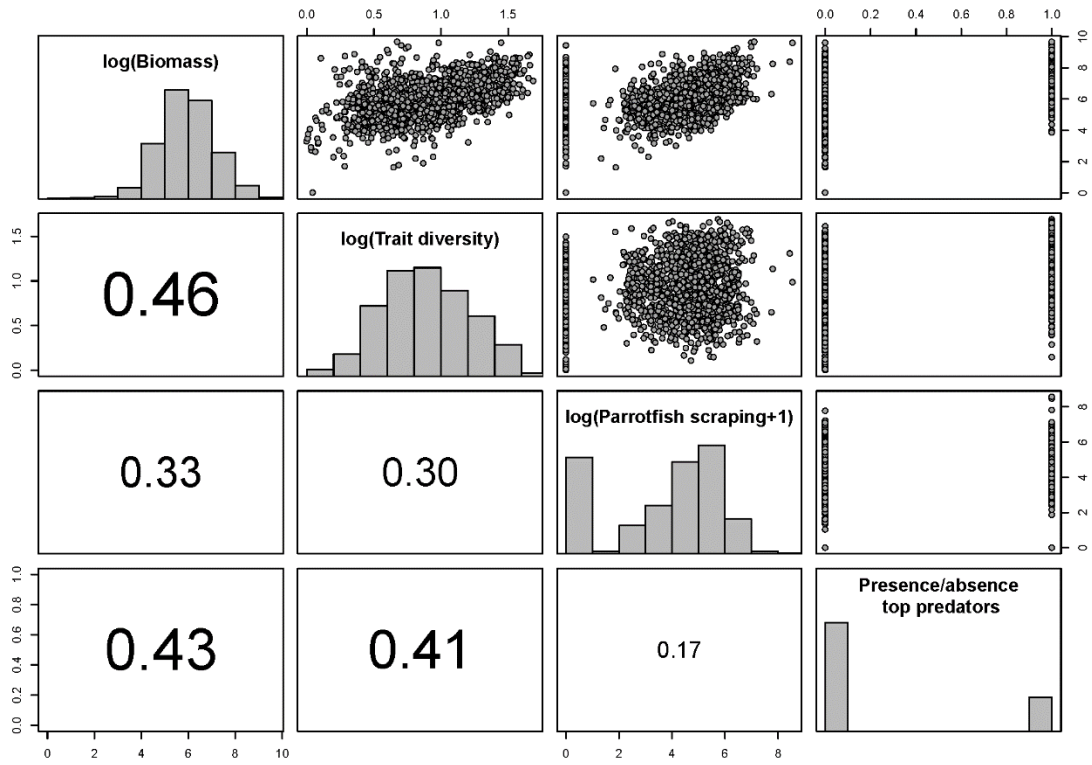 0.0 0.5 1.0 1.5
0.0 0.2 0.4 0.6 0.8 1.0
log(Biomass)
0 2 4 6 8 10
0.0 0.5 1.0 1.5
0.46
log(Trait diversity)
0.33
0.30
log(Parrotfish scraping+1)
0 2 4 6 8
0.0 0.2 0.4 0.6 0.8 1.0
0.43
0.41
0.17
Presence/absence
top predators
0 2 4 6 8 10
0 2 4 6 8